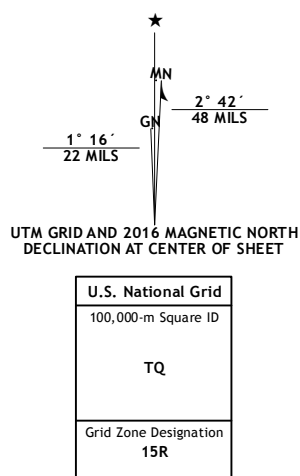 ★
MN
GN
2° 42´
48 MILS
1° 16´
22 MILS
UTM GRID AND 2016 MAGNETIC NORTH
DECLINATION AT CENTER OF SHEET
U.S. National Grid
100,000-m Square ID
TQ
Grid Zone Designation
15R